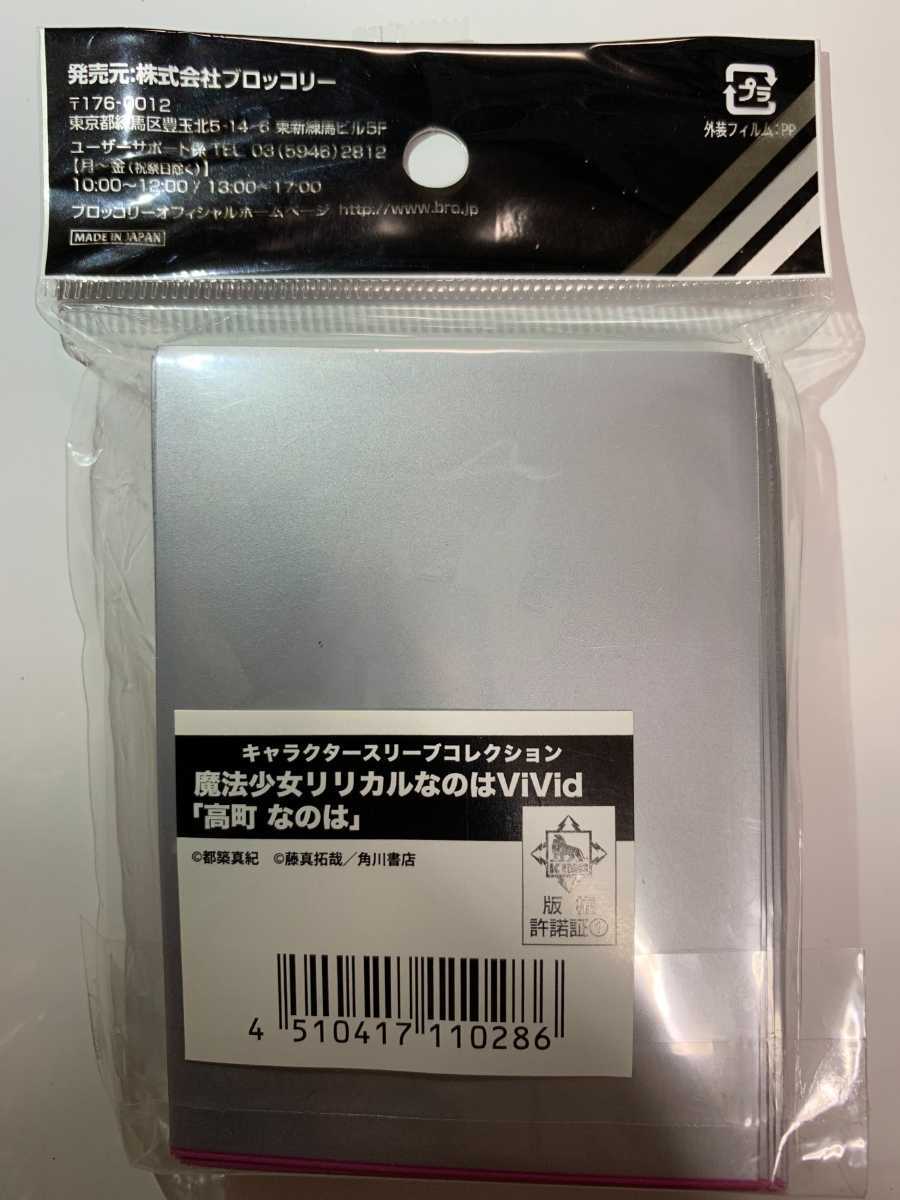 発売元:株式会社ブロッコリー
〒176-0012
東京都練馬区豊玉北5-14-6 東新練馬ビル5F
ユーザーサポート係 TEL 03(5946)2812
【月〜金(祝祭日除く)】
10:00〜12:00 / 13:00〜17:00
ブロッコリーオフィシャルホームページ http://www.bro.jp
MADE IN JAPAN
プラ
外装フィルム:PP
キャラクタースリーブコレクション
魔法少女リリカルなのはViVid
「高町 なのは」
©都築真紀 ©藤真拓哉/角川書店
版権
許諾証
4 510417 110286